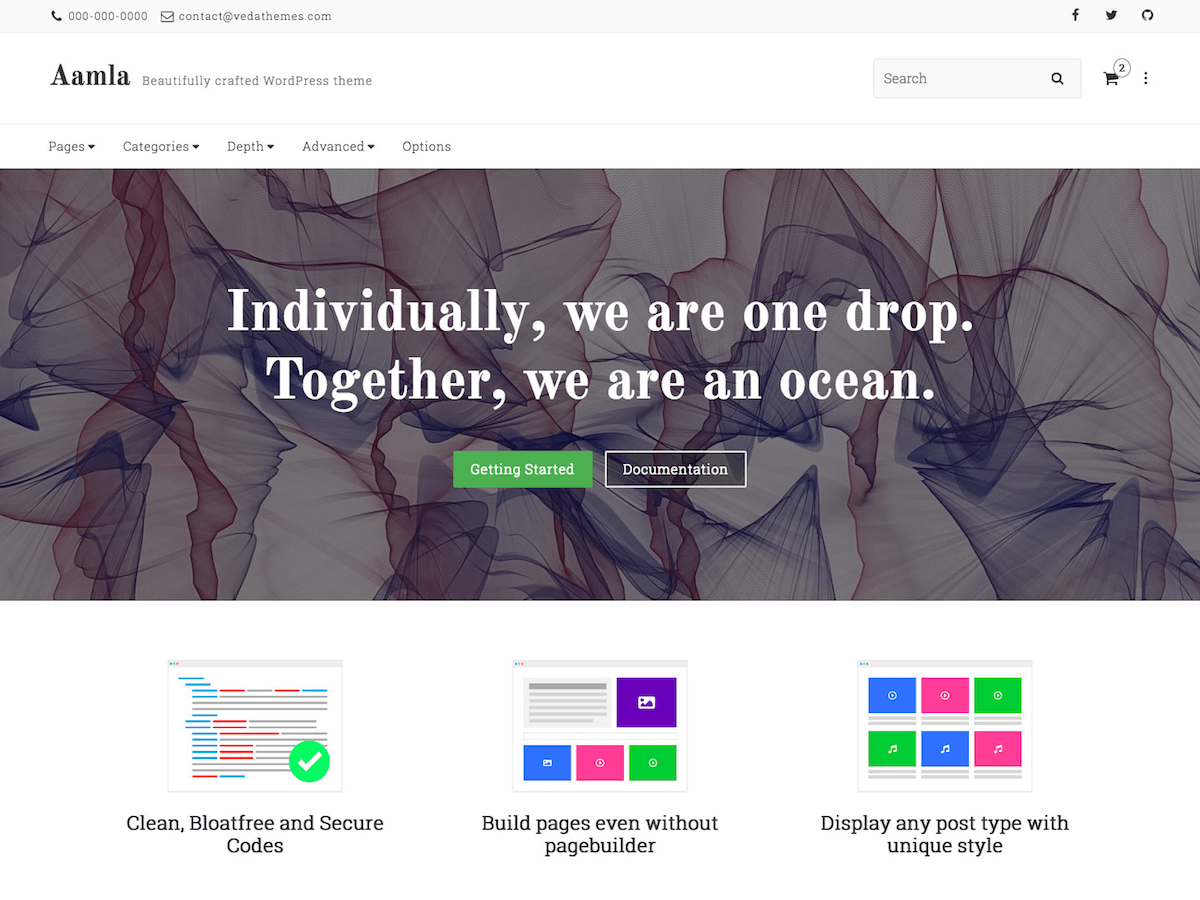 000-000-0000 contact@vedathemes.com
Aamla Beautifully crafted WordPress theme
Search
2
Pages Categories Depth Advanced Options
Individually, we are one drop.
Together, we are an ocean.
Getting Started Documentation
Clean, Bloatfree and Secure
Codes
Build pages even without
pagebuilder
Display any post type with
unique style